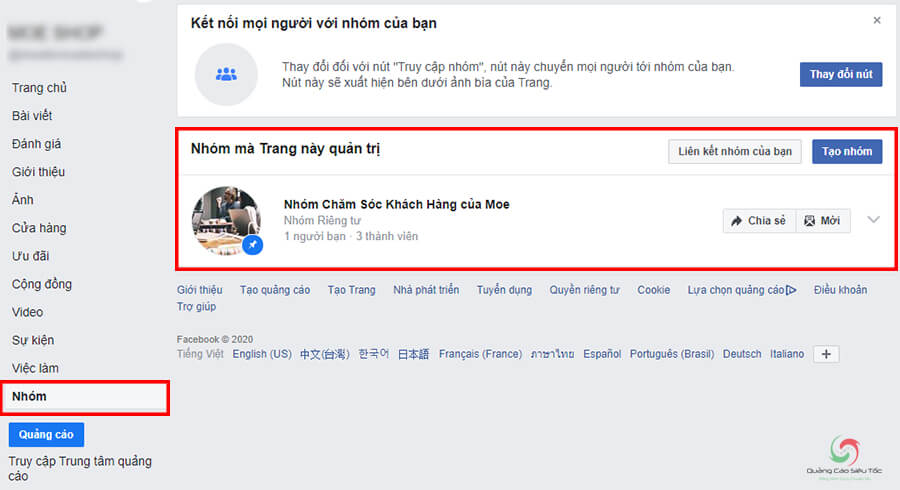 MOE SHOP
Trang chủ
Bài viết
Đánh giá
Giới thiệu
Ảnh
Cửa hàng
Ưu đãi
Cộng đồng
Video
Sự kiện
Việc làm
Nhóm
Quảng cáo
Truy cập Trung tâm quảng
cáo
Kết nối mọi người với nhóm của bạn
Thay đổi đối với nút "Truy cập nhóm", nút này chuyển mọi người tới nhóm của bạn.
Nút này sẽ xuất hiện bên dưới ảnh bìa của Trang.
Thay đổi nút
Nhóm mà Trang này quản trị
Liên kết nhóm của bạn
Tạo nhóm
Nhóm Chăm Sóc Khách Hàng của Moe
Nhóm Riêng tư
1 người bạn · 3 thành viên
Chia sẻ
Mời
Giới thiệu Tạo quảng cáo Tạo Trang Nhà phát triển Tuyển dụng Quyền riêng tư Cookie Lựa chọn quảng cáo Điều khoản
Trợ giúp
Facebook © 2020
Tiếng Việt English (US) 中文(台灣) 한국어 日本語 Français (France) ภาษาไทย Español Português (Brasil) Deutsch Italiano +
Quảng Cáo Siêu Tốc